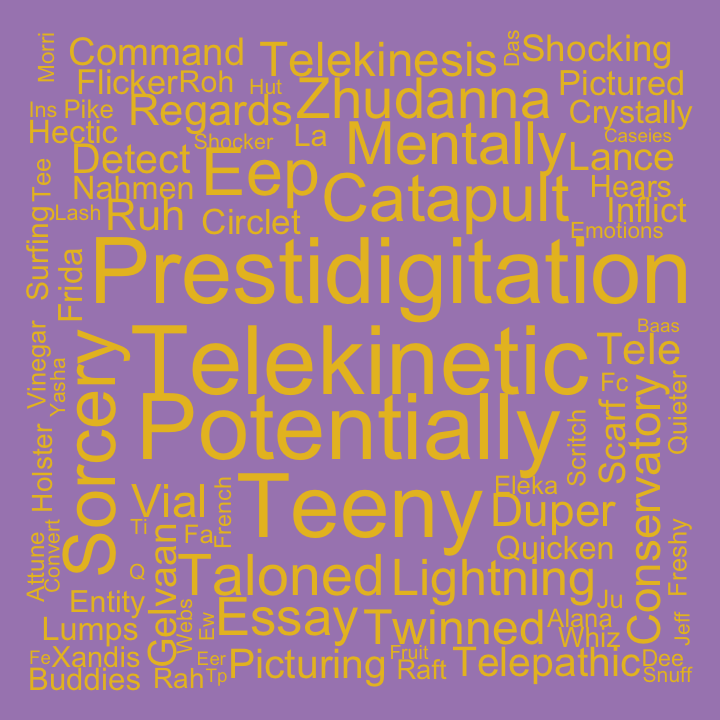 Morri
Command
Telekinesis
Das
Shocking
Flicker
Roh
Hut
Zhudanna
Pictured
Ins
Pike
Regards
Crystally
Hectic
Shocker
La
Mentally
Caseies
Detect
Eep
Lance
Tee
Nahmen
Catapult
Hears
Lash
Ruh
Circlet
Inflict
Surfing
Emotions
Frida
Prestidigitation
Telekinetic
Baas
Vinegar
Sorcery
Tele
Yasha
Potentially
Fc
Scarf
Quieter
Holster
Scritch
Conservatory
Teeny
Vial
French
Eleka
Duper
Ti
Fa
Attune
Convert
Gelvaan
Quicken
Freshy
Q
Taloned
Lightning
Entity
Webs
Ew
Essay
Twinned
Alana
Ju
Lumps
Whiz
Jeff
Fe
Xandis
Eer
Picturing
Fruit
Telepathic
Dee
Buddies
Rah
Tp
Raft
Snuff